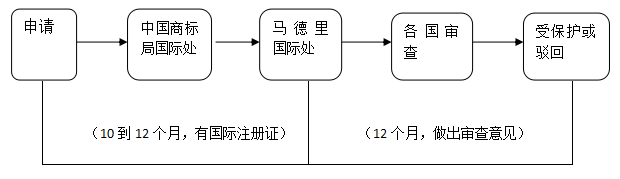 申请
中国商标
局国际处
马德里
国际处
各国审
查
受保护或
驳回
（10 到 12 个月，有国际注册证）
（12 个月，做出审查意见）